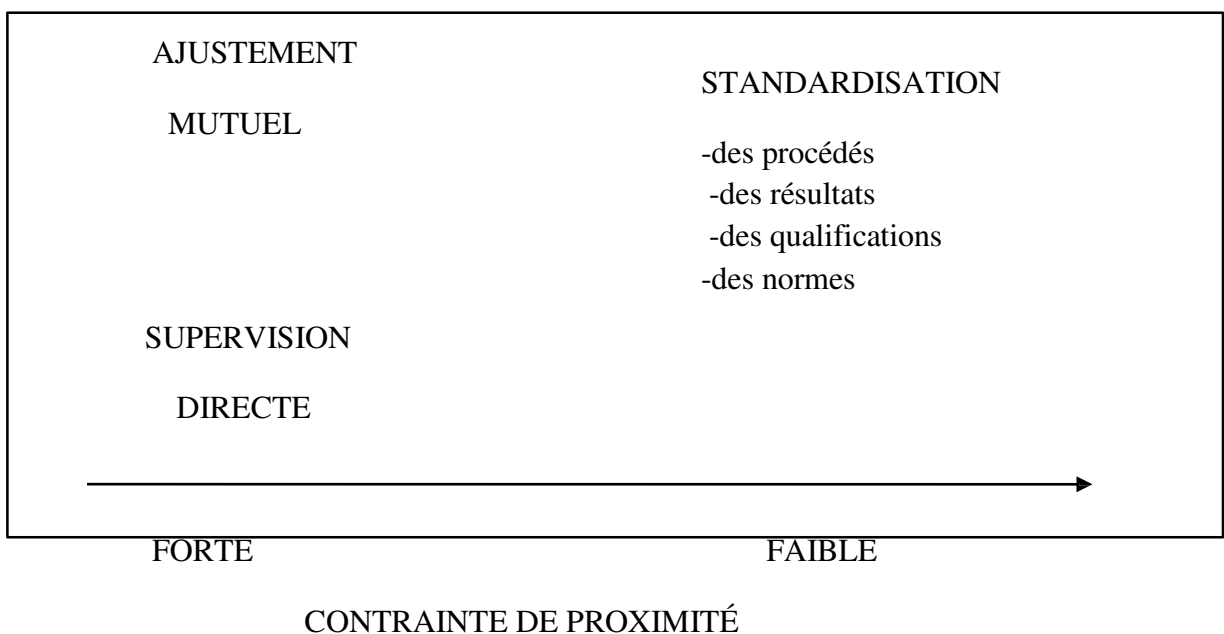 AJUSTEMENT
MUTUEL
STANDARDISATION
-des procédés
-des résultats
-des qualifications
-des normes
SUPERVISION
DIRECTE
FORTE
FAIBLE
CONTRAINTE DE PROXIMITÉ